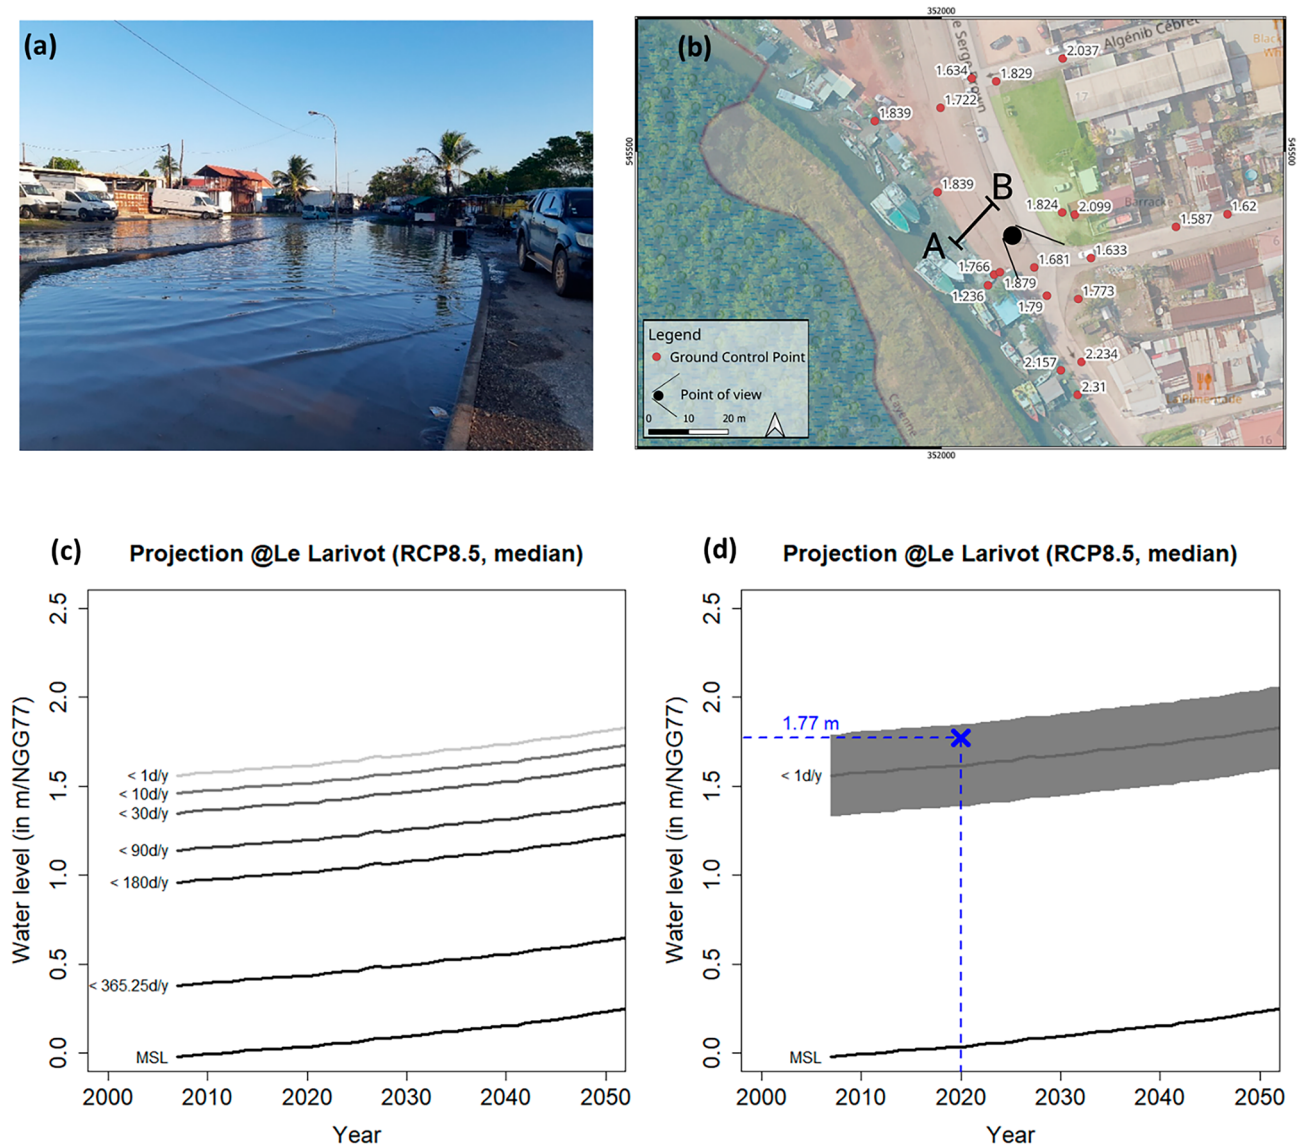 (a)
(b)
352000
545500
545500
Algénib Cébret
2.037
1.634
1.829
17
1.722
1.839
1.839
B
A
1.824
2.099
Barracke
1.587
1.62
6
1.633
1.681
1.766
1.879
1.236
1.79
1.773
2.157
2.234
2.31
16
Cayenne
Legend
Ground Control Point
Point of view
0 10 20 m
352000
(c)
Projection @Le Larivot (RCP8.5, median)
Water level (in m/NGG77)
2.5
2.0
1.5
1.0
0.5
0.0
< 1d/y
< 10d/y
< 30d/y
< 90d/y
< 180d/y
< 365.25d/y
MSL
2000 2010 2020 2030 2040 2050
Year
(d)
Projection @Le Larivot (RCP8.5, median)
Water level (in m/NGG77)
2.5
2.0
1.5
1.0
0.5
0.0
1.77 m
< 1d/y
MSL
2000 2010 2020 2030 2040 2050
Year